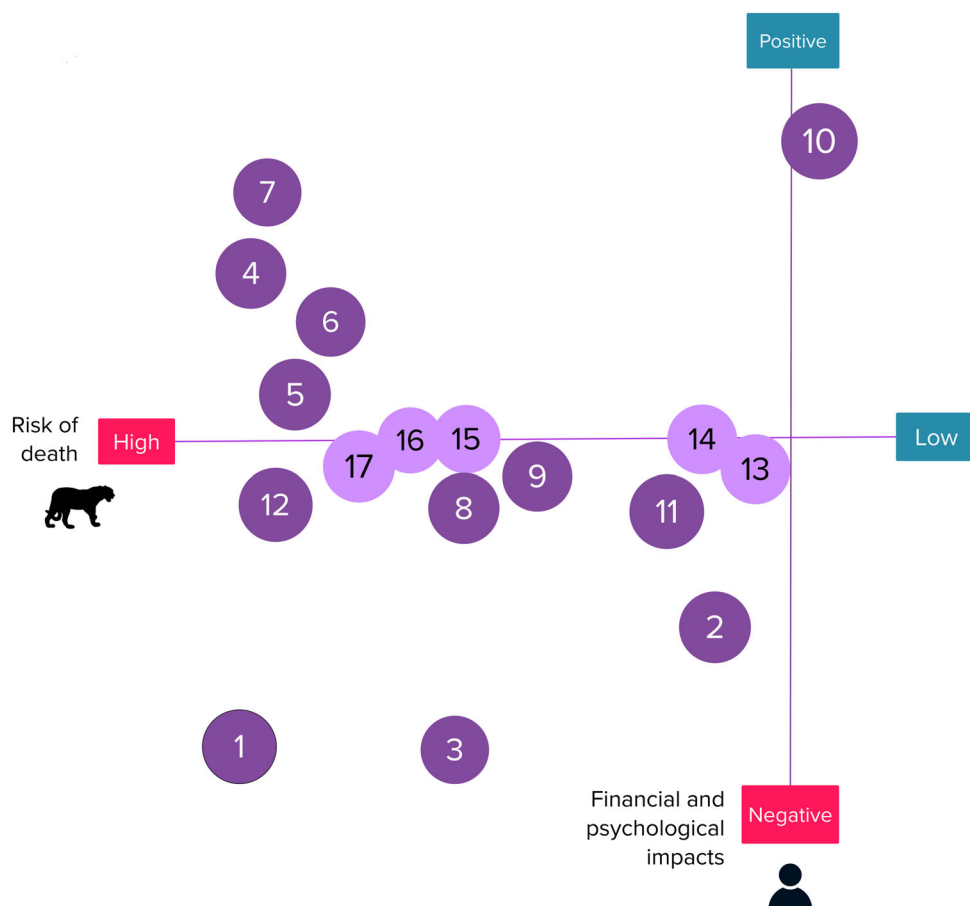 Positive
10
7
4
6
5
Risk of
death
High
16
15
14
Low
17
13
12
8
9
11
2
1
3
Financial and
psychological
impacts
Negative